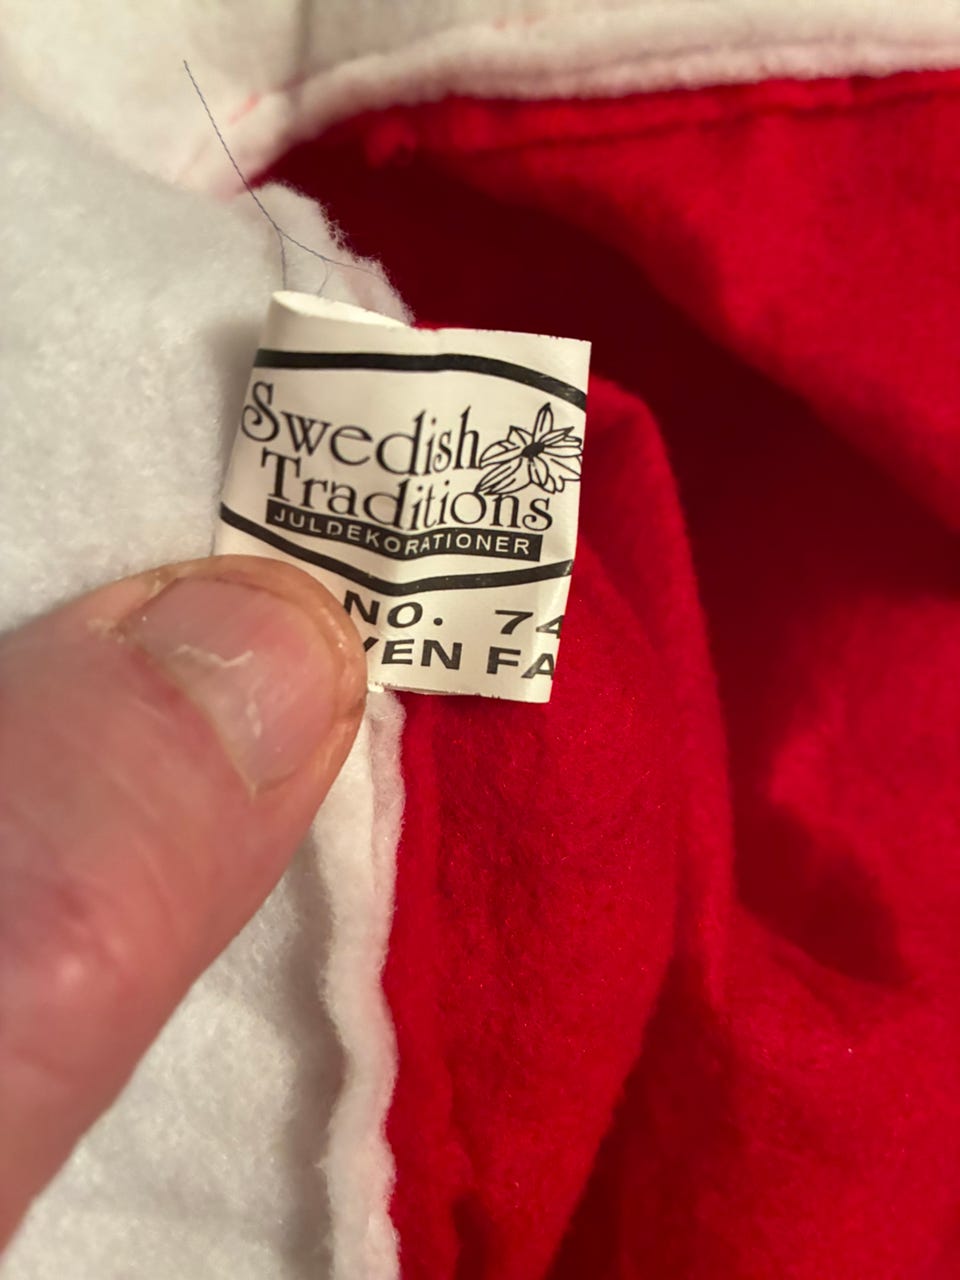 Swedish
Traditions
JULDEKORATIONER
NO. 74